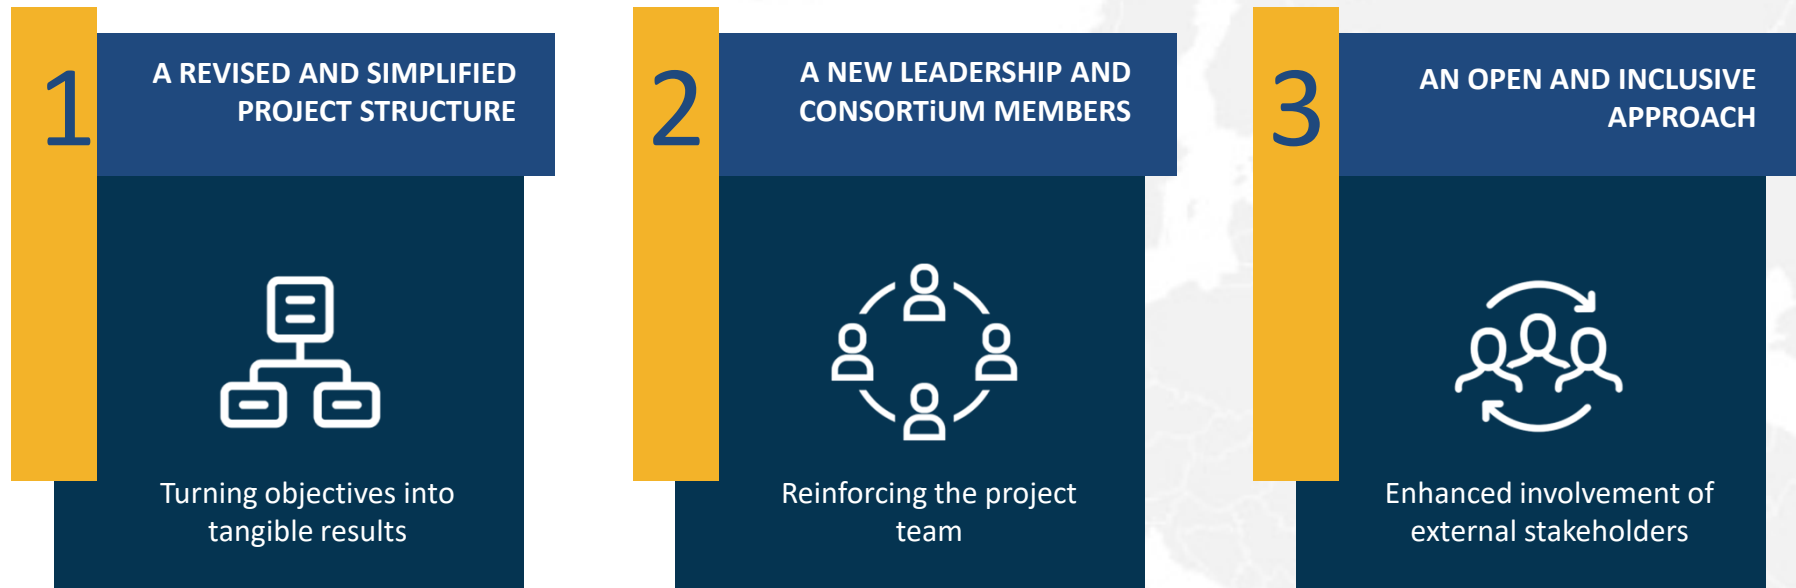 1
A REVISED AND SIMPLIFIED
PROJECT STRUCTURE
Turning objectives into
tangible results
2
A NEW LEADERSHIP AND
CONSORTiUM MEMBERS
Reinforcing the project
team
3
AN OPEN AND INCLUSIVE
APPROACH
Enhanced involvement of
external stakeholders